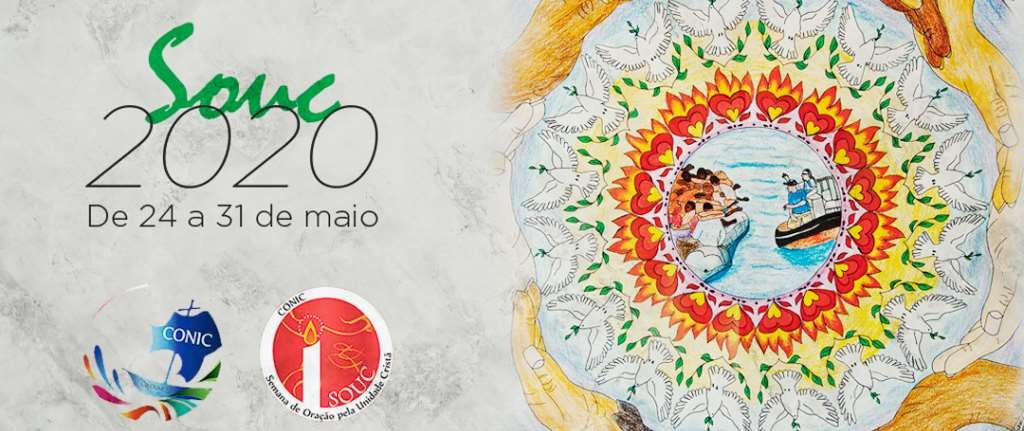 Souc
2020
De 24 a 31 de maio
CONIC
CONIC
SOUC
Semana de Oração pela Unidade Cristã